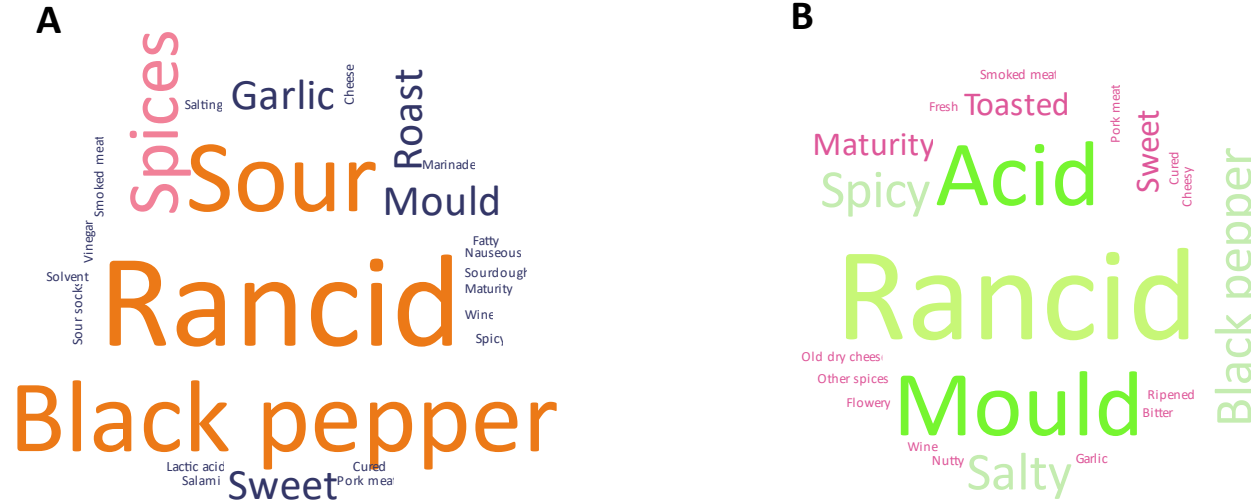 A
Spices
Salting
Garlic
Cheese
Roast
Smoked meat
Sour
Marinade
Mould
Vinegar
Fatty
Nauseous
Solvent
Sour socks
Rancid
Sourdough
Maturity
Wine
Spicy
Black pepper
Lactic acid
Cured
Salami
Sweet
Pork meat
B
Smoked meat
Fresh
Toasted
Pork meat
Sweet
Maturity
Acid
Cured
Cheesy
Spicy
Black pepper
Rancid
Old dry cheese
Other spices
Flowery
Mould
Ripened
Bitter
Wine
Nutty
Salty
Garlic